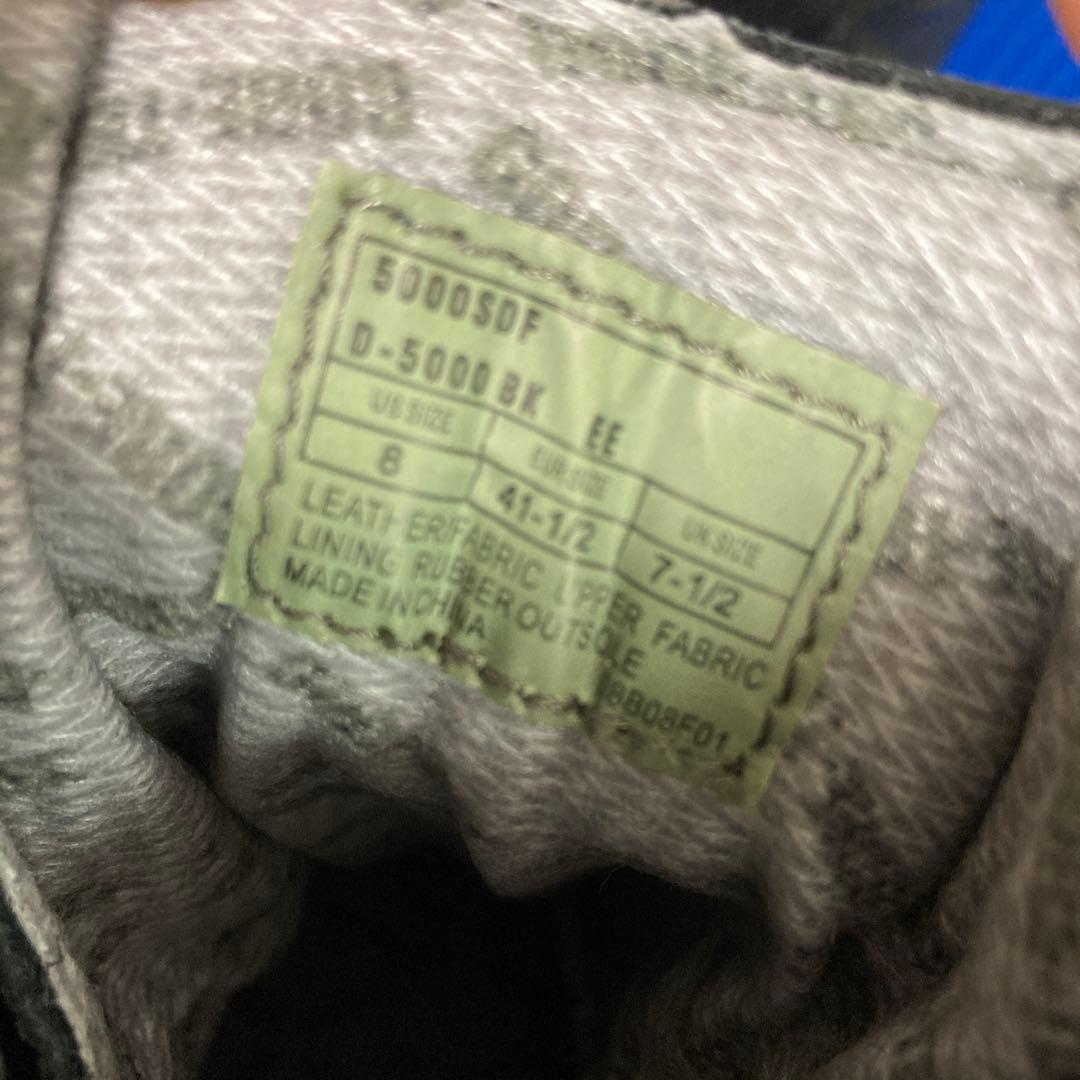 5000SDF
D-5000 BK EE
US SIZE EUR-SIZE UK-SIZE
8 41-1/2 7-1/2
LEATHER/FABRIC UPPER FABRIC
LINING RUBBER OUTSOLE
MADE IN CHINA